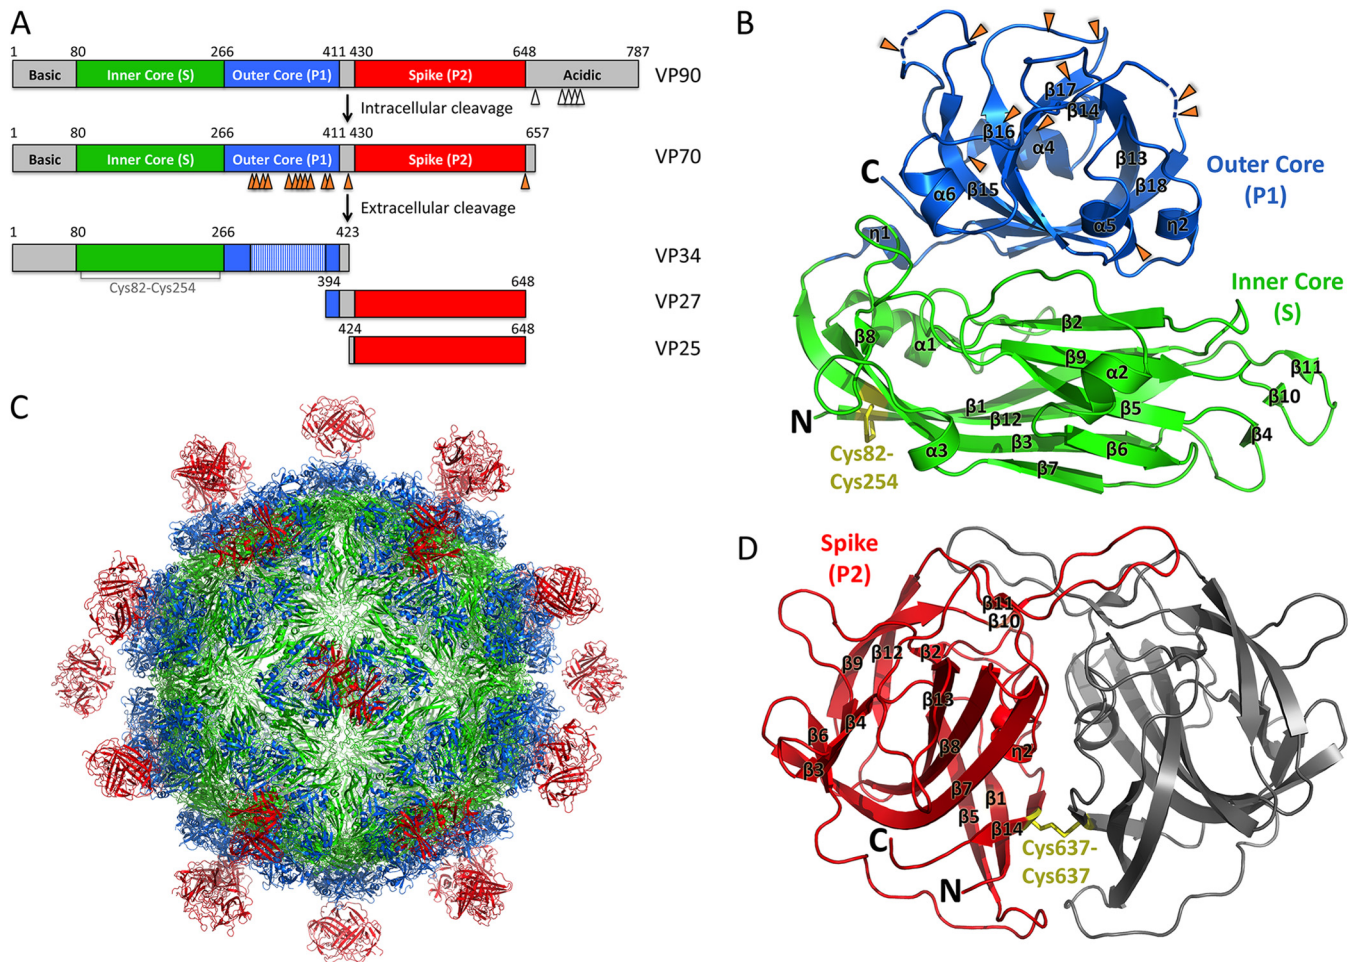 A
1 80 266 411 430 648 787
Basic Inner Core (S) Outer Core (P1) Spike (P2) Acidic VP90
Intracellular cleavage
1 80 266 411 430 657
Basic Inner Core (S) Outer Core (P1) Spike (P2) VP70
Extracellular cleavage
80 266 423
VP34
Cys82-Cys254
394 648
VP27
424 648
VP25
B
β17
β14
β16
α4
β13
C
α6
β15
β18
Outer Core
(P1)
α5
η2
η1
Inner Core
(S)
β2
β8
α1
β9
α2
β11
β10
β1
β12
β5
N
β4
Cys82-
Cys254
α3
β3
β6
β7
C
D
Spike
(P2)
β11
β10
β12
β2
β9
β13
β4
β6
β8
η2
β3
β7
β1
β5
β14
C
Cys637-
Cys637
N